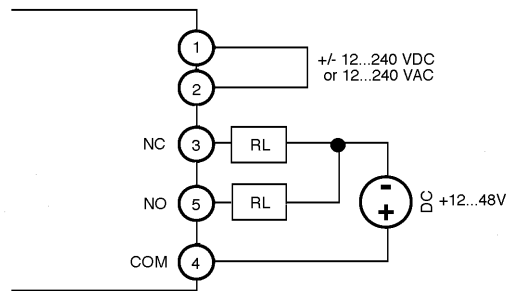 1
+/- 12...240 VDC
or 12...240 VAC
2
NC
3
RL
-
NO
5
RL
+
DC
+12...48V
COM
4